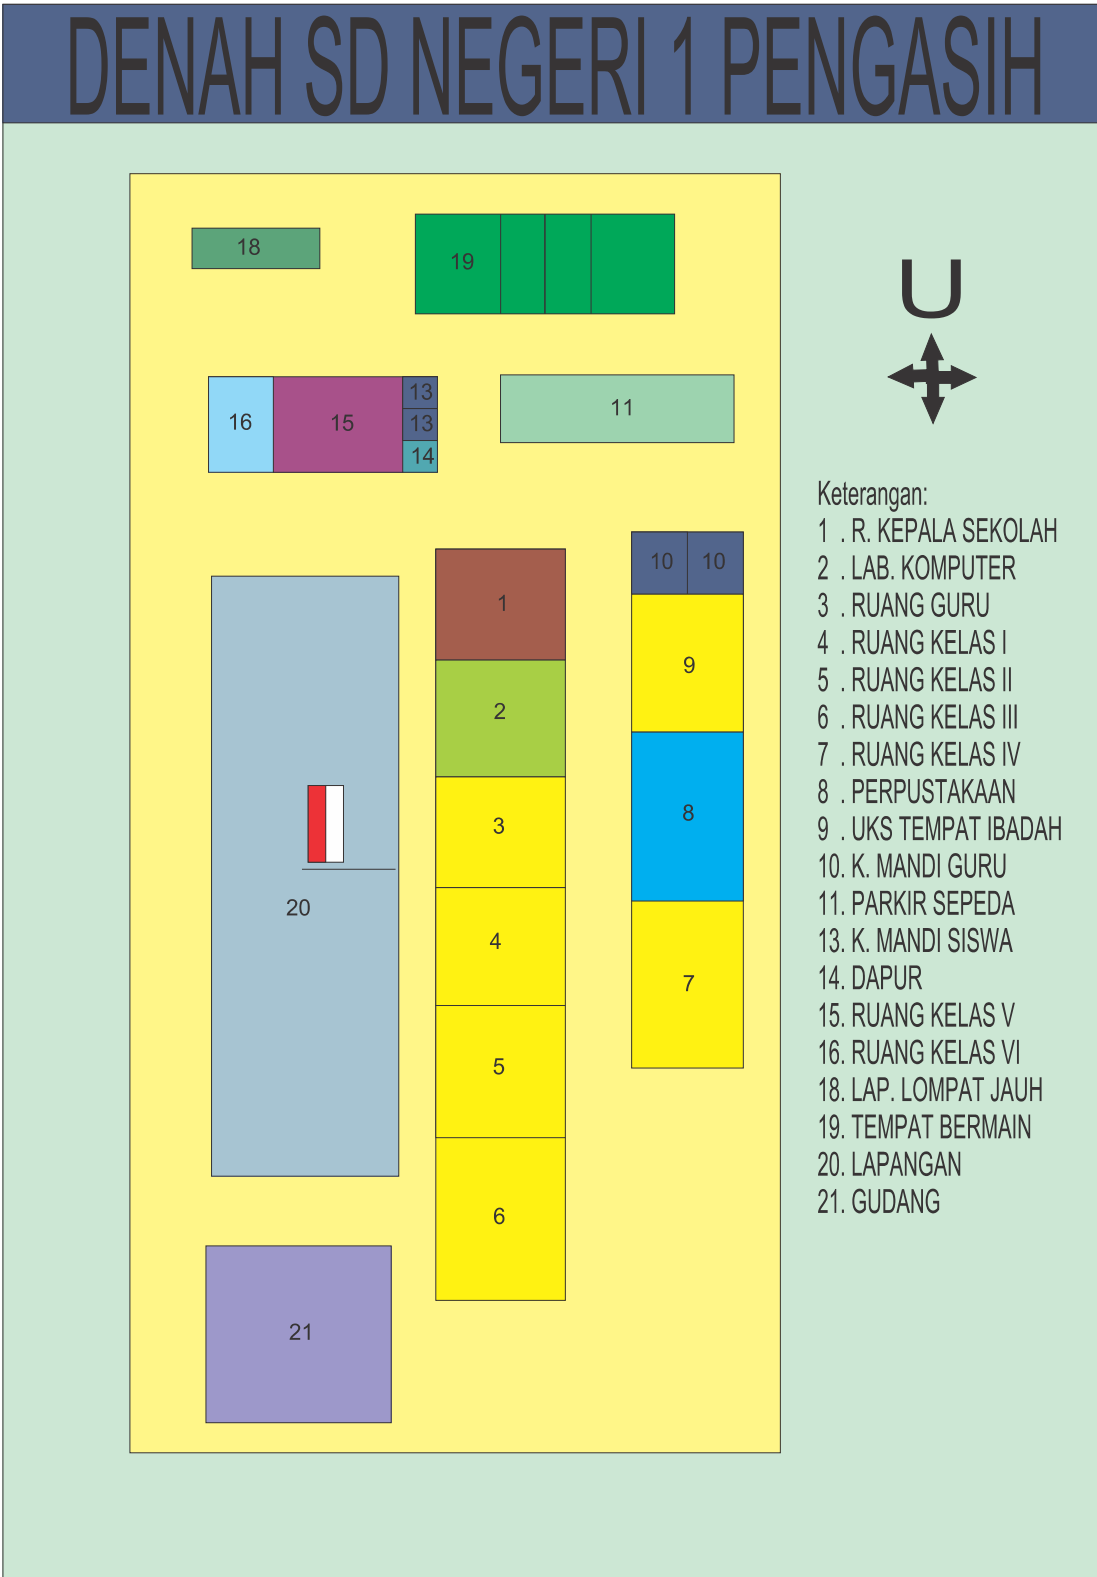 DENAH SD NEGERI 1 PENGASIH
18
19
U
16
15
13
13
14
11
Keterangan:
1 . R. KEPALA SEKOLAH
2 . LAB. KOMPUTER
3 . RUANG GURU
4 . RUANG KELAS I
5 . RUANG KELAS II
6 . RUANG KELAS III
7 . RUANG KELAS IV
8 . PERPUSTAKAAN
9 . UKS TEMPAT IBADAH
10. K. MANDI GURU
11. PARKIR SEPEDA
13. K. MANDI SISWA
14. DAPUR
15. RUANG KELAS V
16. RUANG KELAS VI
18. LAP. LOMPAT JAUH
19. TEMPAT BERMAIN
20. LAPANGAN
21. GUDANG
10 10
1
9
2
8
3
20
4
7
5
6
21